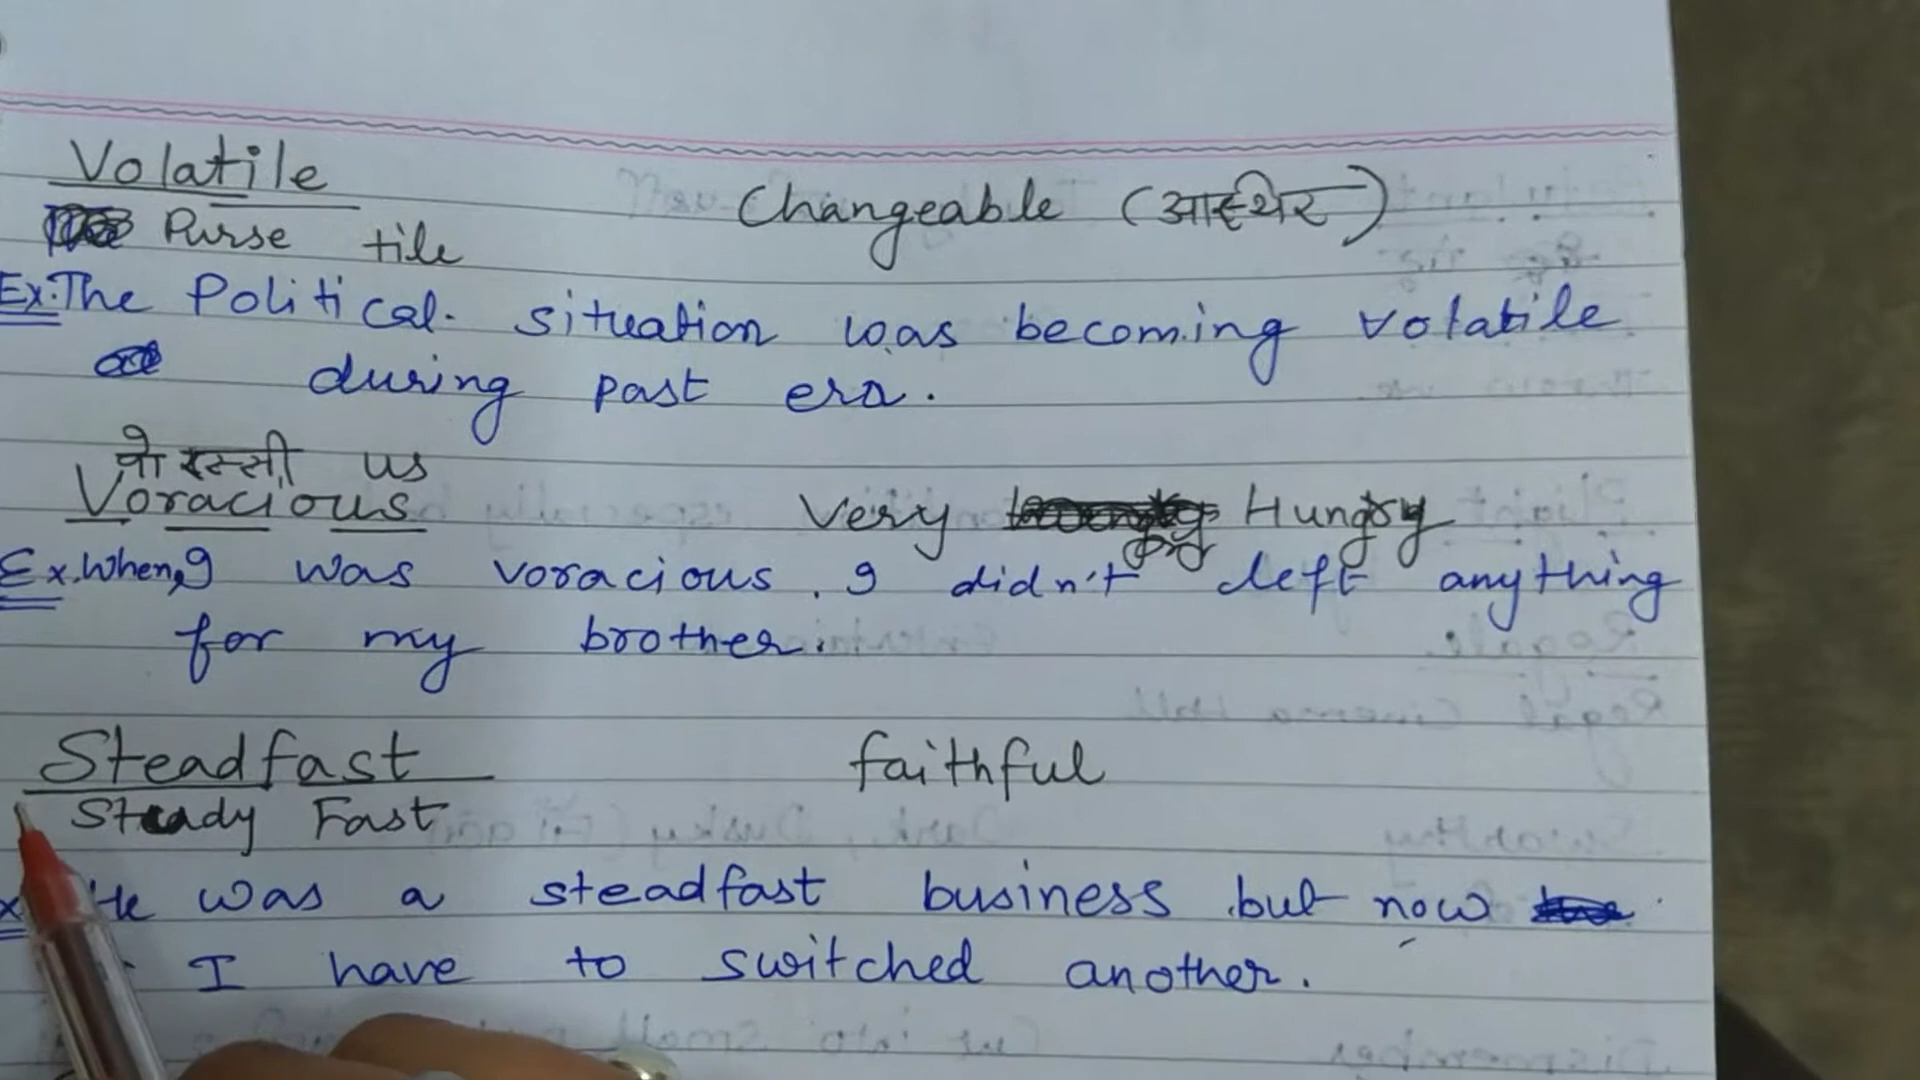 Volatile
Changeable (आस्थिर)
Purse tile
Ex: The Political situation was becoming volatile
during past era.
वो रस्सी us
Voracious
Very Hungry
Ex. When, I was voracious. I didn't left anything
for my brother.
Steadfast
faithful
Steady Fast
was a steadfast business but now
I have to switched another.